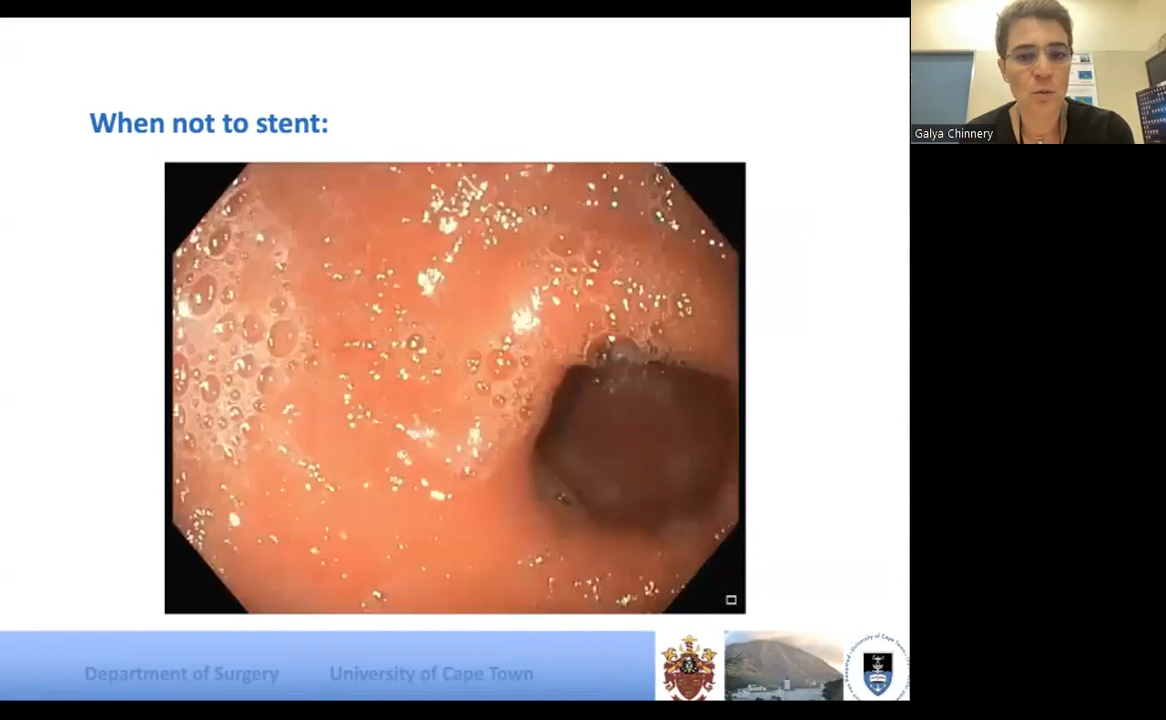 When not to stent:
Galya Chinnery
Department of Surgery University of Cape Town